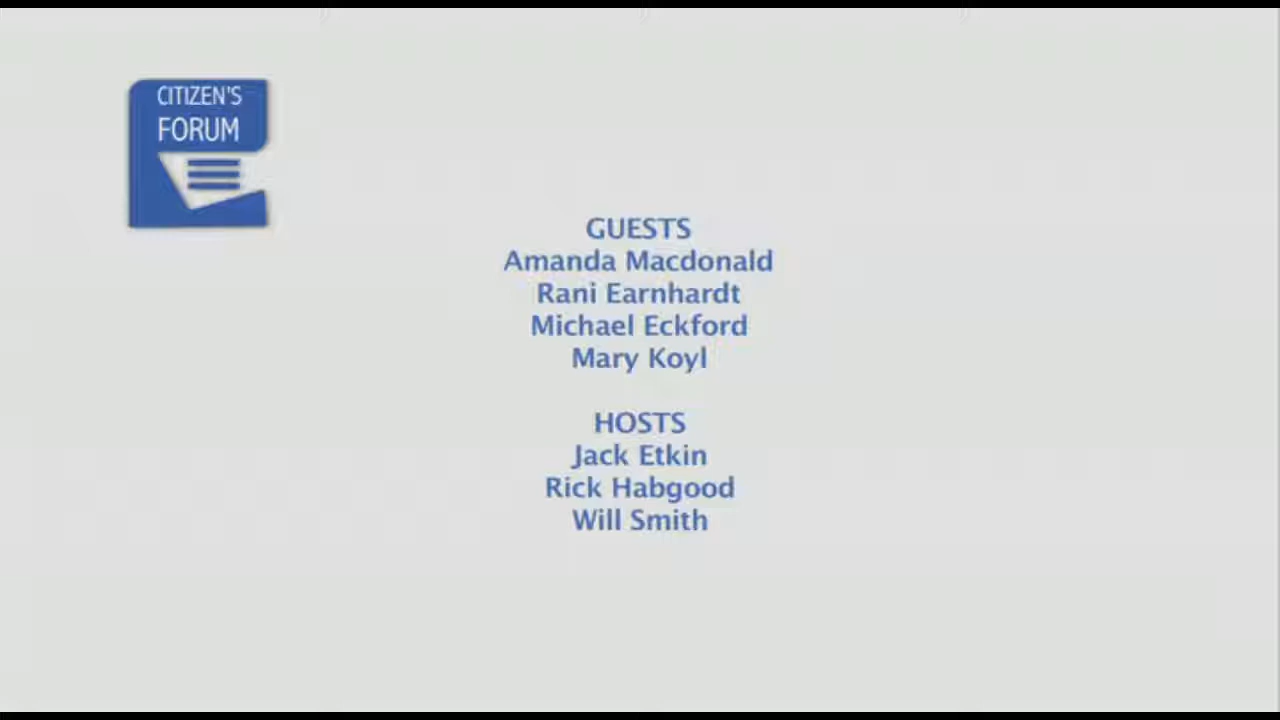 CITIZEN'S
FORUM
GUESTS
Amanda Macdonald
Rani Earnhardt
Michael Eckford
Mary Koyl
HOSTS
Jack Etkin
Rick Habgood
Will Smith